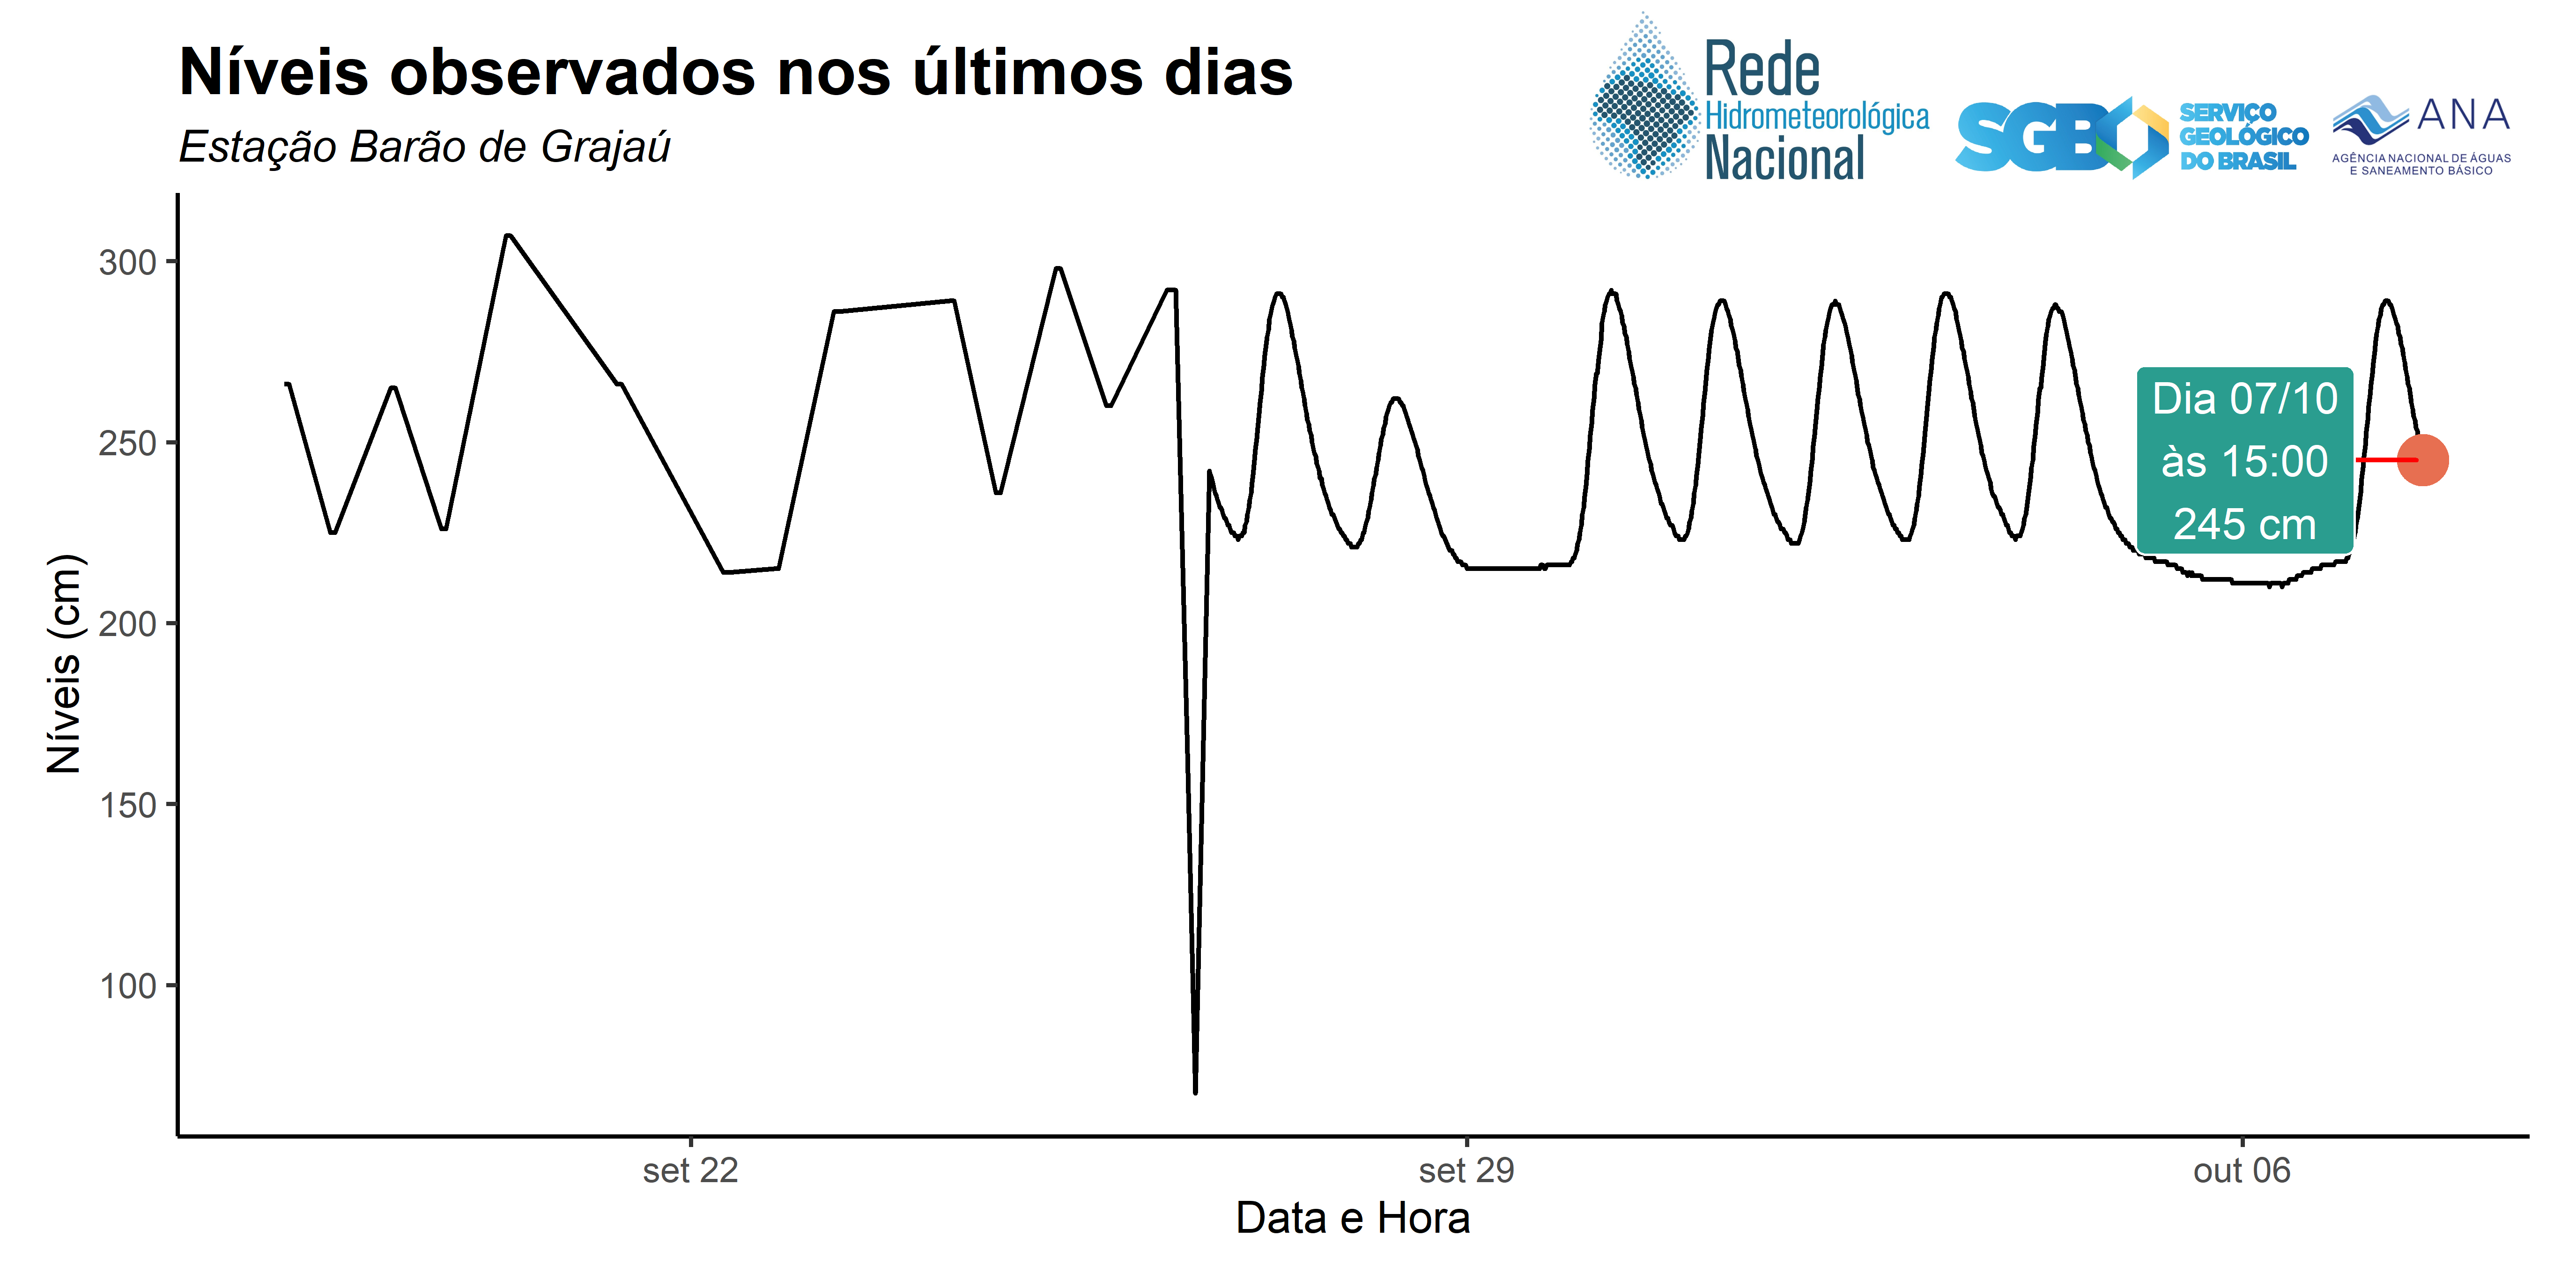 Níveis observados nos últimos dias
Estação Barão de Grajaú
Rede
Hidrometeorológica
Nacional
SGB
SERVIÇO
GEOLÓGICO
DO BRASIL
ANA
AGÊNCIA NACIONAL DE ÁGUAS
E SANEAMENTO BÁSICO
Níveis (cm)
300
250
200
150
100
Dia 07/10
às 15:00
245 cm
set 22
set 29
out 06
Data e Hora